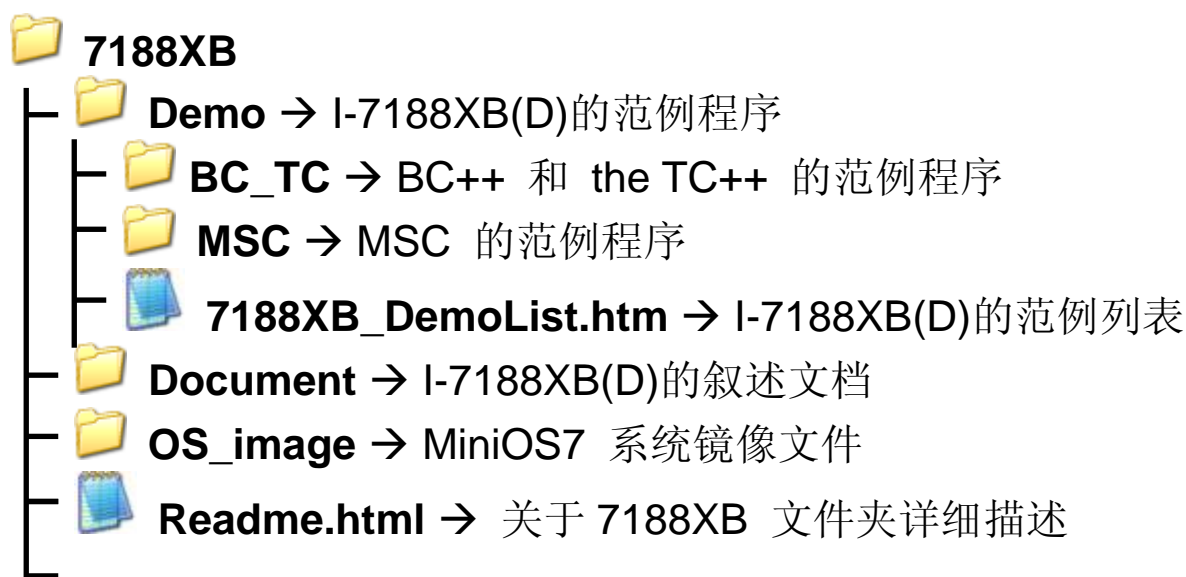 7188XB
Demo → I-7188XB(D)的范例程序
BC_TC → BC++ 和 the TC++ 的范例程序
MSC → MSC 的范例程序
7188XB_DemoList.htm → I-7188XB(D)的范例列表
Document → I-7188XB(D)的叙述文档
OS_image → MiniOS7 系统镜像文件
Readme.html → 关于 7188XB 文件夹详细描述